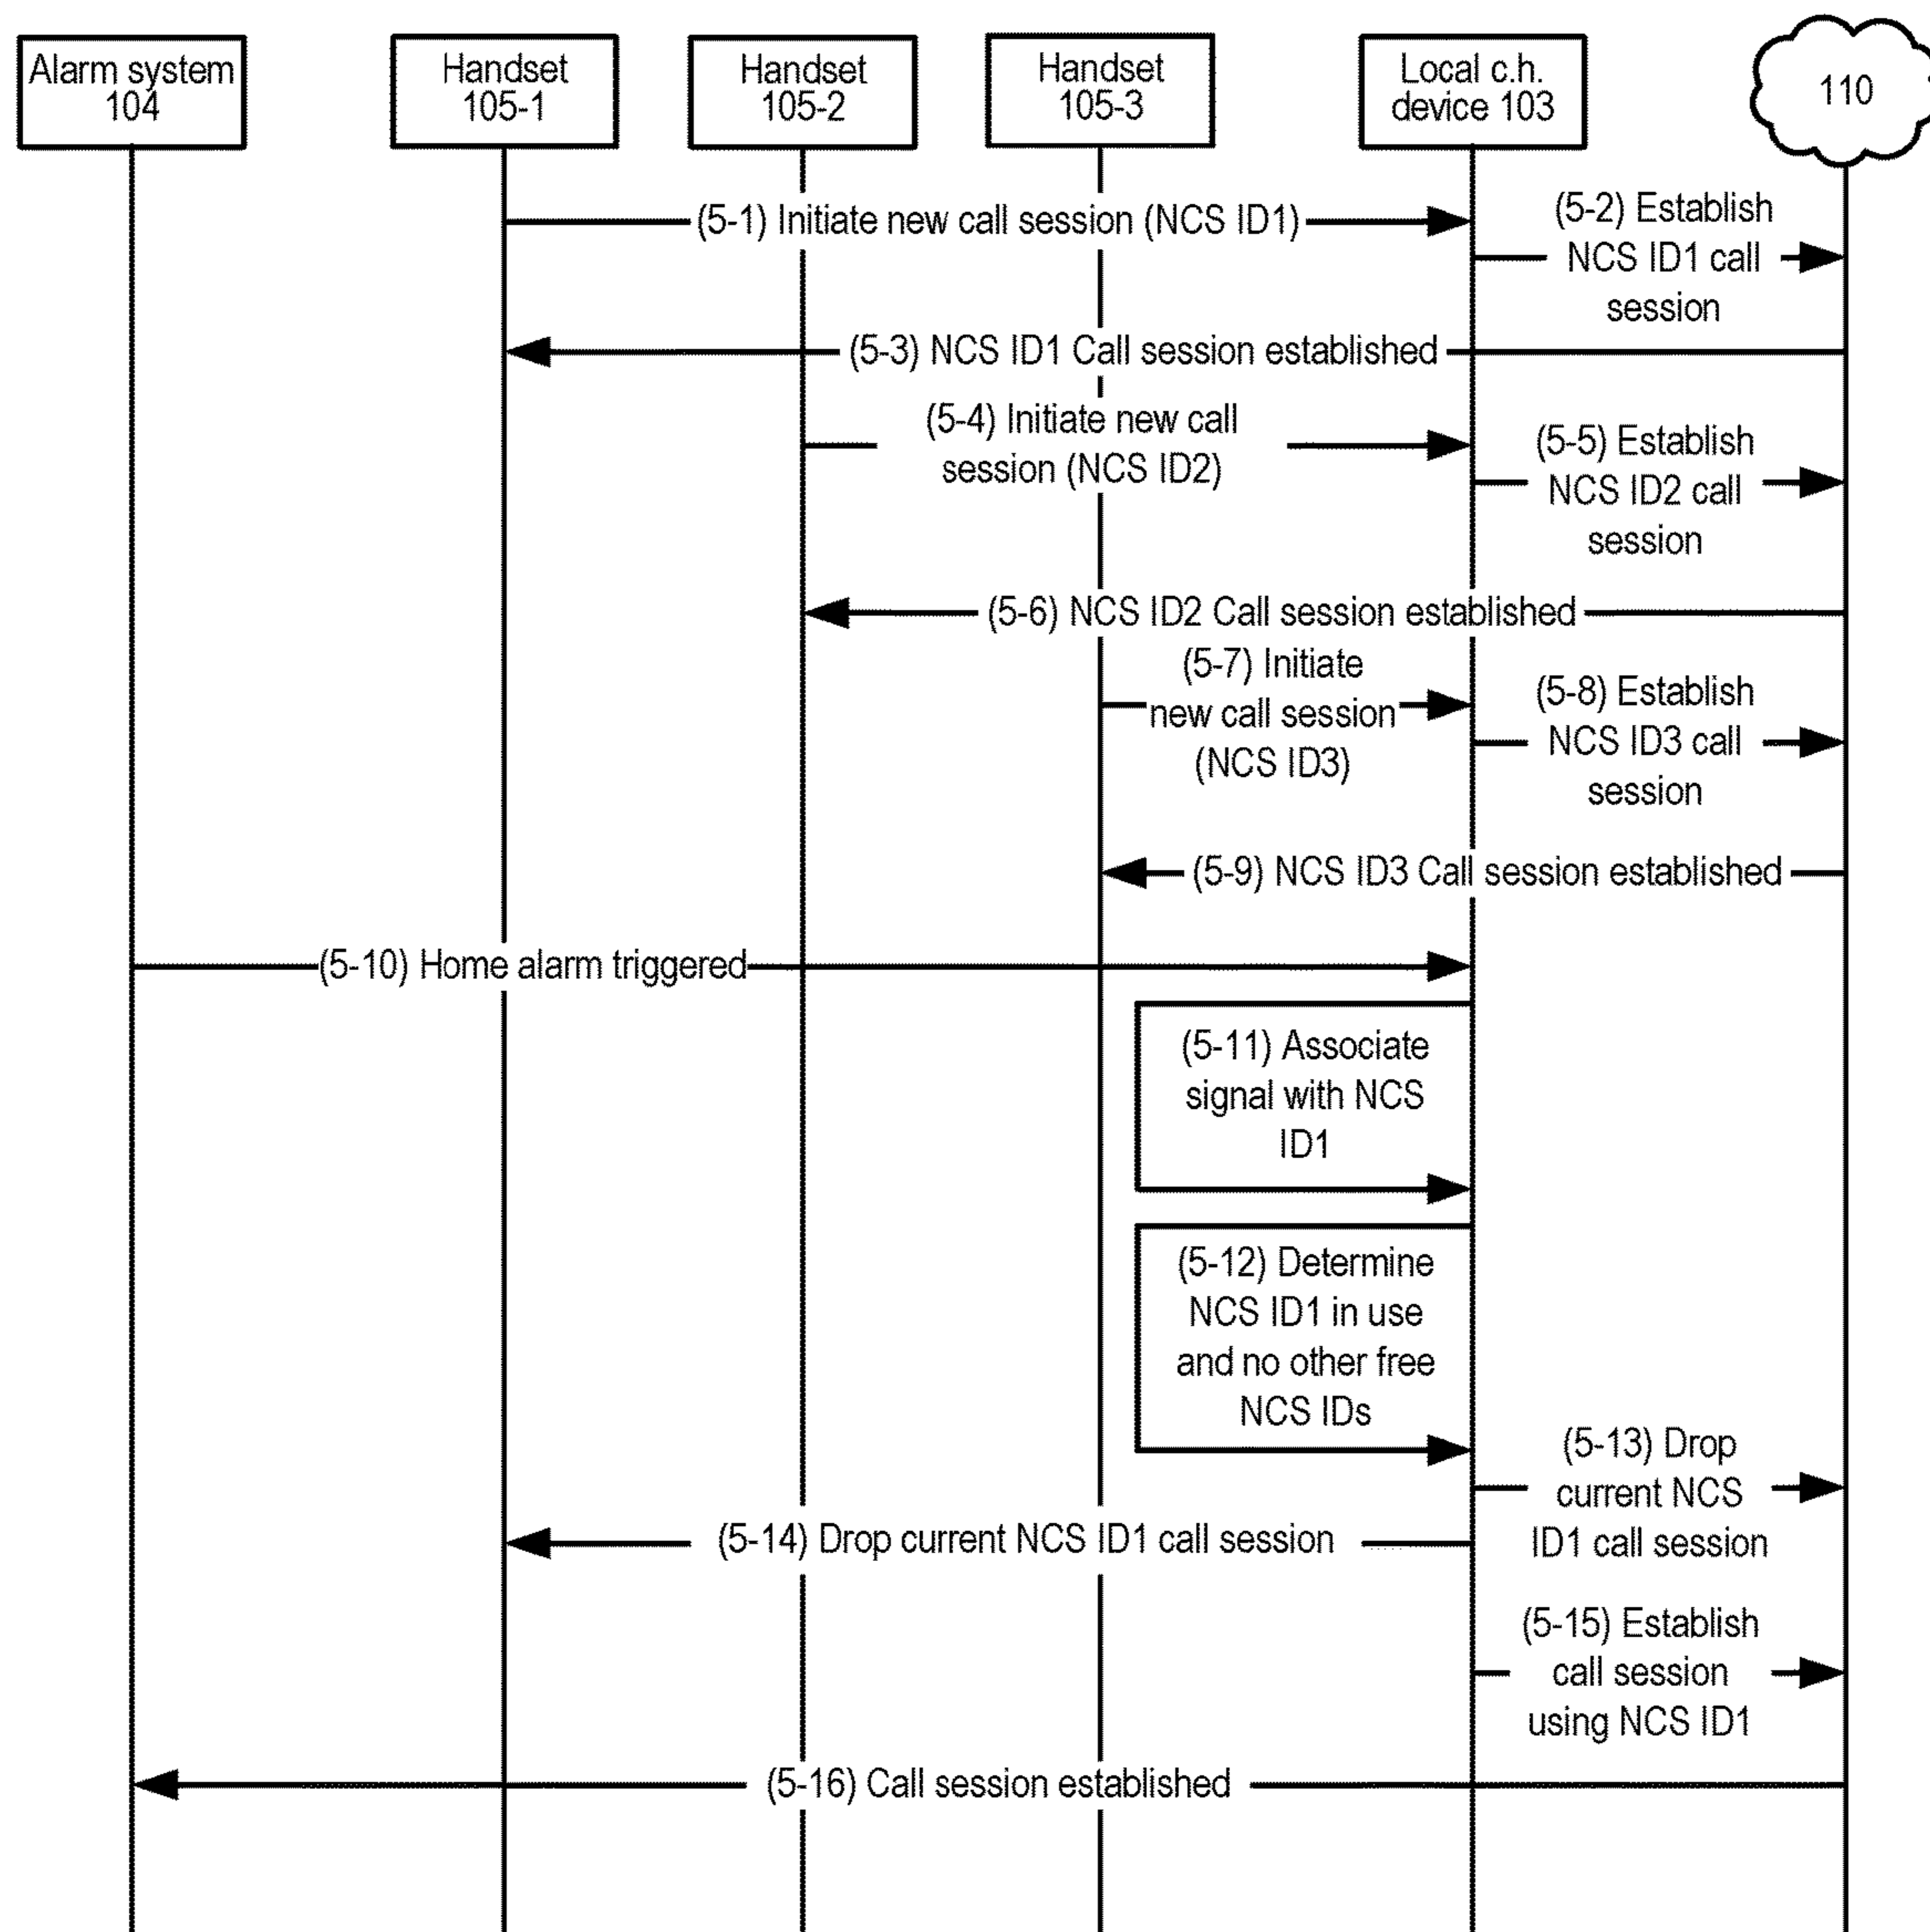 Alarm system
104
Handset
105-1
Handset
105-2
Handset
105-3
Local c.h.
device 103
110
(5-1) Initiate new call session (NCS ID1)
(5-2) Establish
NCS ID1 call
session
(5-3) NCS ID1 Call session established
(5-4) Initiate new call
session (NCS ID2)
(5-5) Establish
NCS ID2 call
session
(5-6) NCS ID2 Call session established
(5-7) Initiate
new call session
(NCS ID3)
(5-8) Establish
NCS ID3 call
session
(5-9) NCS ID3 Call session established
(5-10) Home alarm triggered
(5-11) Associate
signal with NCS
ID1
(5-12) Determine
NCS ID1 in use
and no other free
NCS IDs
(5-13) Drop
current NCS
ID1 call session
(5-14) Drop current NCS ID1 call session
(5-15) Establish
call session
using NCS ID1
(5-16) Call session established